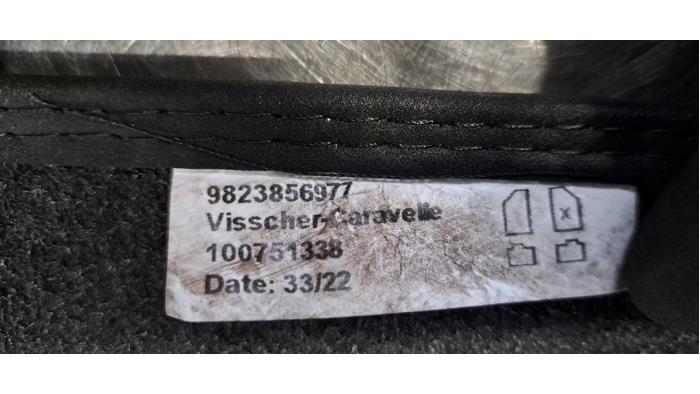 9823856977
Visscher-Caravelle
100751338
Date: 33/22
x